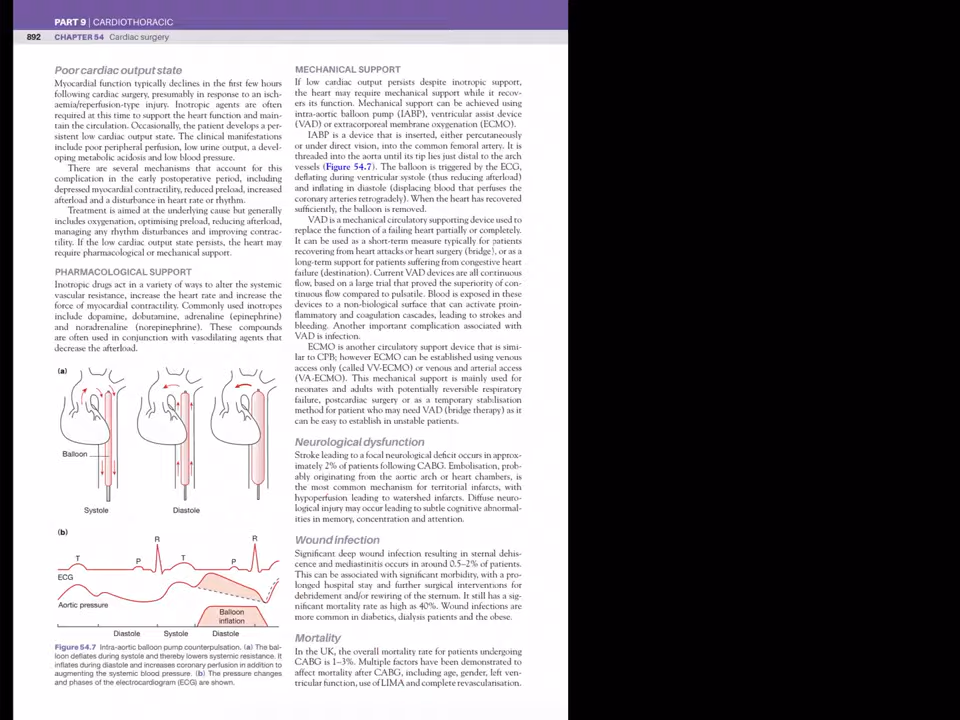 PART 9 | CARDIOTHORACIC
892 CHAPTER 54 Cardiac surgery
Poor cardiac output state
Myocardial function typically declines in the first few hours
following cardiac surgery, presumably in response to an isch-
aemia/reperfusion-type injury. Inotropic agents are often
required at this time to support the heart function and main-
tain the circulation. Occasionally, the patient develops a per-
sistent low cardiac output state. The clinical manifestations
include poor peripheral perfusion, low urine output, a devel-
oping metabolic acidosis and low blood pressure.
There are several mechanisms that account for this
complication in the early postoperative period, including
depressed myocardial contractility, reduced preload, increased
afterload and a disturbance in heart rate or rhythm.
Treatment is aimed at the underlying cause but generally
includes oxygenation, optimising preload, reducing afterload,
managing any rhythm disturbances and improving contrac-
tility. If the low cardiac output state persists, the heart may
require pharmacological or mechanical support.
PHARMACOLOGICAL SUPPORT
Inotropic drugs act in a variety of ways to alter the systemic
vascular resistance, increase the heart rate and increase the
force of myocardial contractility. Commonly used inotropes
include dopamine, dobutamine, adrenaline (epinephrine)
and noradrenaline (norepinephrine). These compounds
are often used in conjunction with vasodilating agents that
decrease the afterload.
(a)
Balloon
Systole Diastole
(b)
R R
T P T P
ECG
Aortic pressure
Balloon
inflation
Diastole Systole Diastole
Figure 54.7 Intra-aortic balloon pump counterpulsation. (a) The bal-
loon deflates during systole and thereby lowers systemic resistance. It
inflates during diastole and increases coronary perfusion in addition to
augmenting the systemic blood pressure. (b) The pressure changes
and phases of the electrocardiogram (ECG) are shown.
MECHANICAL SUPPORT
If low cardiac output persists despite inotropic support,
the heart may require mechanical support while it recov-
ers its function. Mechanical support can be achieved using
intra-aortic balloon pump (IABP), ventricular assist device
(VAD) or extracorporeal membrane oxygenation (ECMO).
IABP is a device that is inserted, either percutaneously
or under direct vision, into the common femoral artery. It is
threaded into the aorta until its tip lies just distal to the arch
vessels (Figure 54.7). The balloon is triggered by the ECG,
deflating during ventricular systole (thus reducing afterload)
and inflating in diastole (displacing blood that perfuses the
coronary arteries retrogradely). When the heart has recovered
sufficiently, the balloon is removed.
VAD is a mechanical circulatory supporting device used to
replace the function of a failing heart partially or completely.
It can be used as a short-term measure typically for patients
recovering from heart attacks or heart surgery (bridge), or as a
long-term support for patients suffering from congestive heart
failure (destination). Current VAD devices are all continuous
flow, based on a large trial that proved the superiority of con-
tinuous flow compared to pulsatile. Blood is exposed in these
devices to a non-biological surface that can activate proin-
flammatory and coagulation cascades, leading to strokes and
bleeding. Another important complication associated with
VAD is infection.
ECMO is another circulatory support device that is simi-
lar to CPB; however ECMO can be established using venous
access only (called VV-ECMO) or venous and arterial access
(VA-ECMO). This mechanical support is mainly used for
neonates and adults with potentially reversible respiratory
failure, postcardiac surgery or as a temporary stabilisation
method for patient who may need VAD (bridge therapy) as it
can be easy to establish in unstable patients.
Neurological dysfunction
Stroke leading to a focal neurological deficit occurs in approx-
imately 2% of patients following CABG. Embolisation, prob-
ably originating from the aortic arch or heart chambers, is
the most common mechanism for territorial infarcts, with
hypoperfusion leading to watershed infarcts. Diffuse neuro-
logical injury may occur leading to subtle cognitive abnormal-
ities in memory, concentration and attention.
Wound infection
Significant deep wound infection resulting in sternal dehis-
cence and mediastinitis occurs in around 0.5–2% of patients.
This can be associated with significant morbidity, with a pro-
longed hospital stay and further surgical interventions for
debridement and/or rewiring of the sternum. It still has a sig-
nificant mortality rate as high as 40%. Wound infections are
more common in diabetics, dialysis patients and the obese.
Mortality
In the UK, the overall mortality rate for patients undergoing
CABG is 1–3%. Multiple factors have been demonstrated to
affect mortality after CABG, including age, gender, left ven-
tricular function, use of LIMA and complete revascularisation.